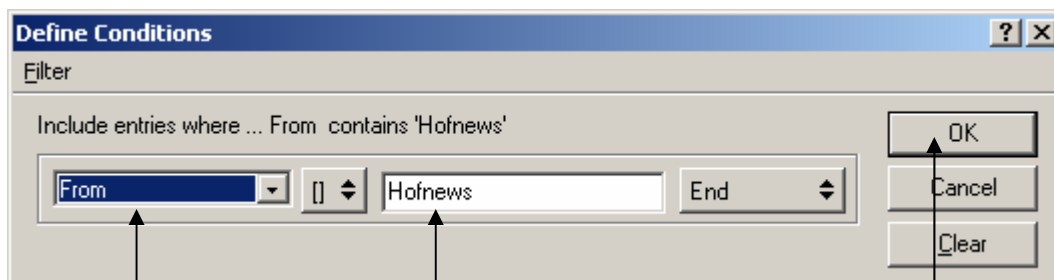 Define Conditions
Filter
Include entries where ... From contains 'Hofnews'
OK
From [] Hofnews End
Cancel
Clear